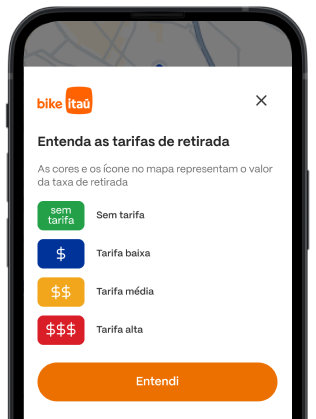 bike itaú
Entenda as tarifas de retirada
As cores e os ícone no mapa representam o valor
da taxa de retirada
sem
tarifa
Sem tarifa
$
Tarifa baixa
$$
Tarifa média
$$$
Tarifa alta
Entendi